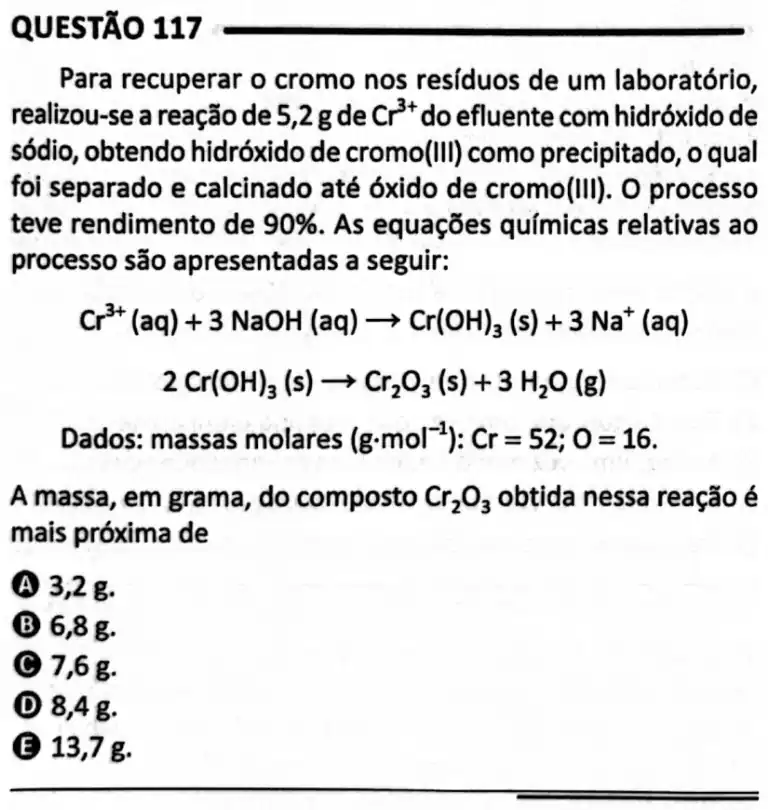 QUESTÃO 117
Para recuperar o cromo nos resíduos de um laboratório,
realizou-se a reação de 5,2 g de Cr³⁺ do efluente com hidróxido de
sódio, obtendo hidróxido de cromo(III) como precipitado, o qual
foi separado e calcinado até óxido de cromo(III). O processo
teve rendimento de 90%. As equações químicas relativas ao
processo são apresentadas a seguir:
Cr³⁺ (aq) + 3 NaOH (aq) → Cr(OH)₃ (s) + 3 Na⁺ (aq)
2 Cr(OH)₃ (s) → Cr₂O₃ (s) + 3 H₂O (g)
Dados: massas molares (g·mol⁻¹): Cr = 52; O = 16.
A massa, em grama, do composto Cr₂O₃ obtida nessa reação é
mais próxima de
A 3,2 g.
B 6,8 g.
C 7,6 g.
D 8,4 g.
E 13,7 g.